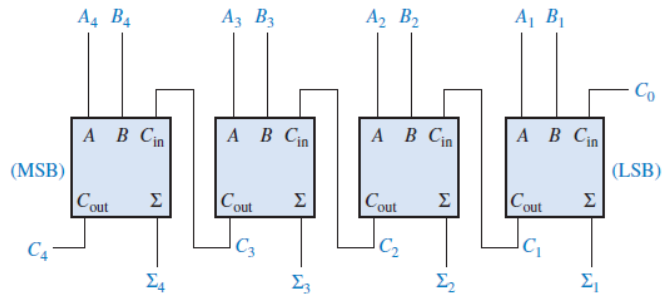 A₄ B₄ A₃ B₃ A₂ B₂ A₁ B₁
C₀
A B Cin A B Cin A B Cin A B Cin
(MSB) (LSB)
Cout Σ Cout Σ Cout Σ Cout Σ
C₄ C₃ C₂ C₁
Σ₄ Σ₃ Σ₂ Σ₁